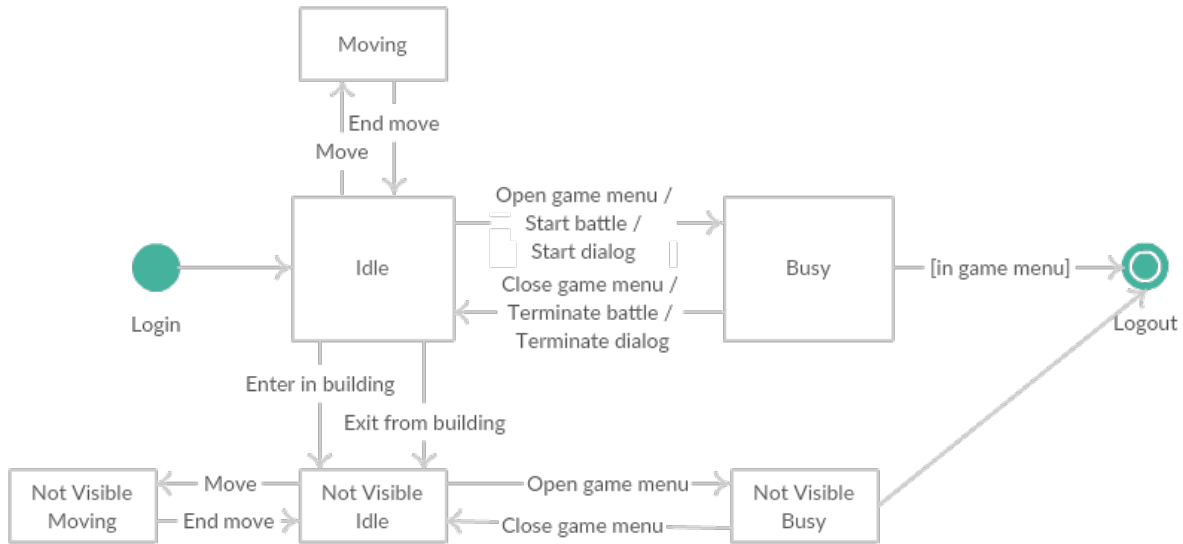 Moving
End move
Move
Open game menu /
Start battle /
Start dialog
Idle
Busy
[in game menu]
Close game menu /
Terminate battle /
Terminate dialog
Login
Logout
Enter in building
Exit from building
Not Visible
Moving
Move
End move
Not Visible
Idle
Open game menu
Close game menu
Not Visible
Busy